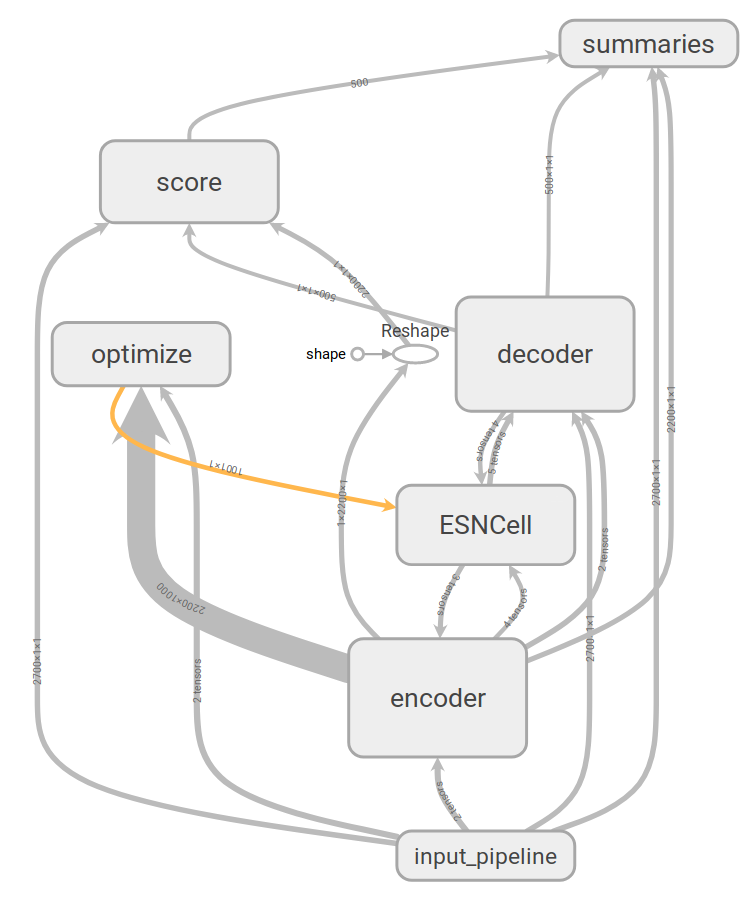 summaries
500
score
500×1×1
2200×1×1
500×1×1
Reshape
shape
optimize
decoder
2200×1×1
4 tensors
5 tensors
1001×1
2700×1×1
1×2200×1
ESNCell
2 tensors
3 tensors
4 tensors
2200×1000
2700×1×1
2700×1×1
2 tensors
encoder
2 tensors
input_pipeline